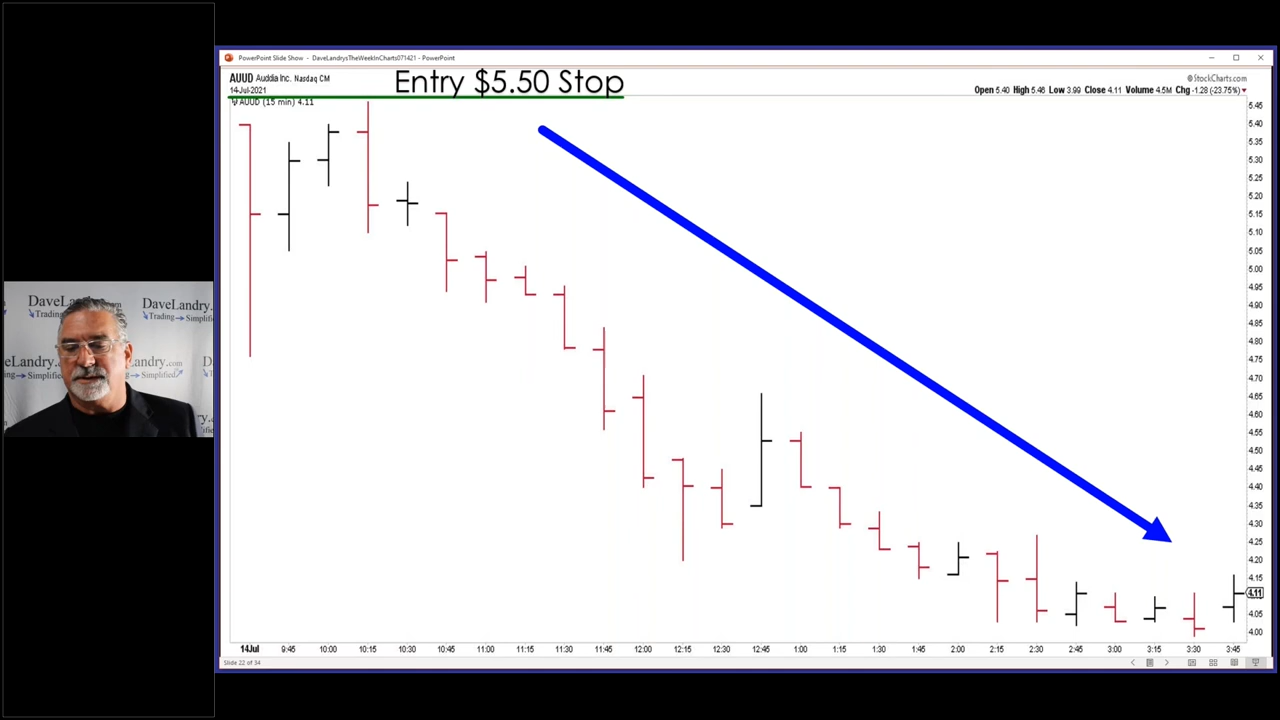 PowerPoint Slide Show - DaveLandrysTheWeekInCharts071421 - PowerPoint
AUUD Auddia Inc. Nasdaq CM
Entry $5.50 Stop
© StockCharts.com
14-Jul-2021
Open 5.40 High 5.46 Low 3.99 Close 4.11 Volume 4.5M Chg -1.28 (-23.75%)
AUUD (15 min) 4.11
5.45
5.40
5.35
5.30
5.25
5.20
5.15
5.10
5.05
5.00
4.95
4.90
4.85
4.80
4.75
4.70
4.65
4.60
4.55
4.50
4.45
4.40
4.35
4.30
4.25
4.20
4.15
4.11
4.05
4.00
14Jul 9:45 10:00 10:15 10:30 10:45 11:00 11:15 11:30 11:45 12:00 12:15 12:30 12:45 1:00 1:15 1:30 1:45 2:00 2:15 2:30 2:45 3:00 3:15 3:30 3:45
Slide 22 of 34
DaveLandry.com
Trading Simplified